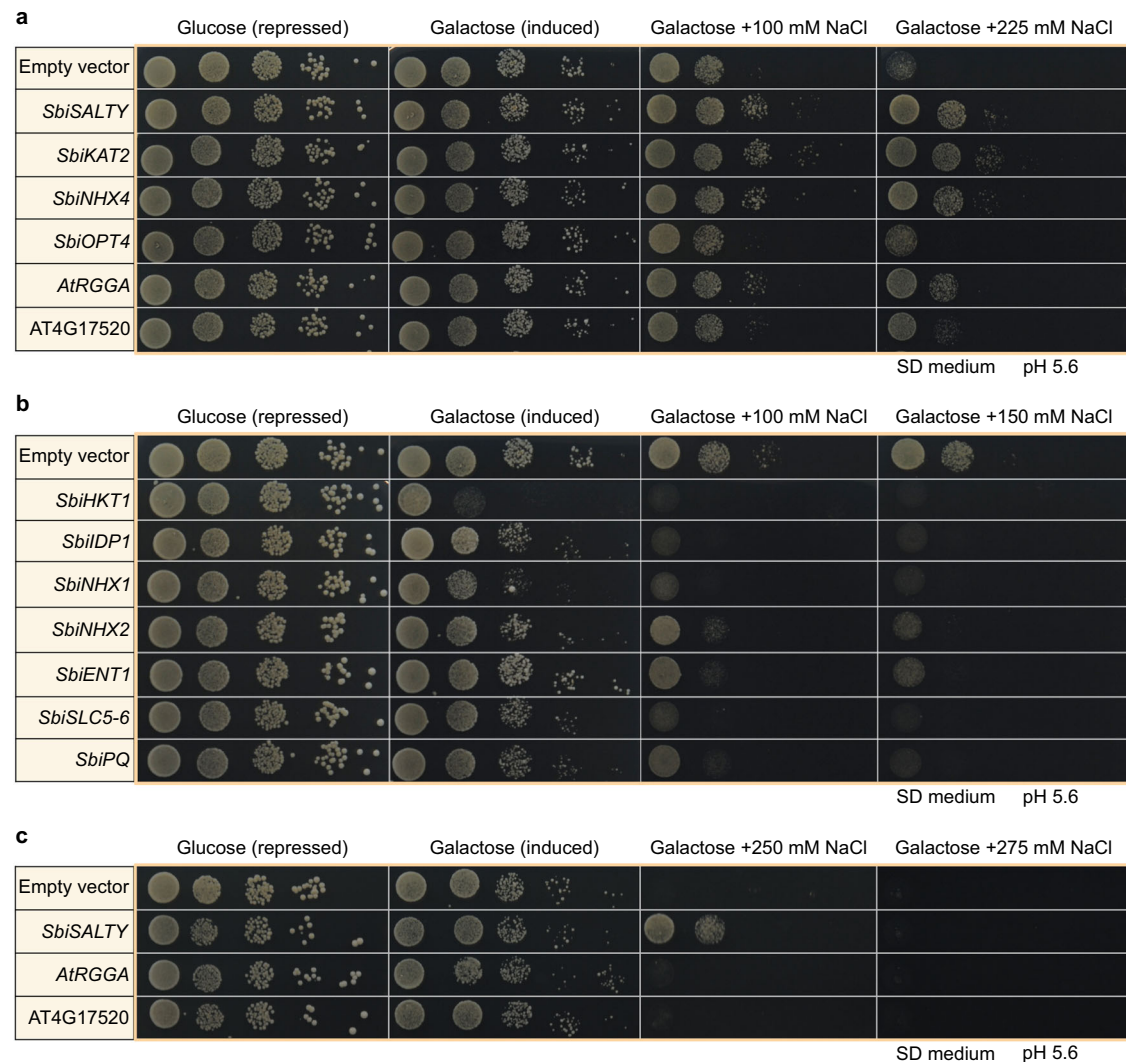 a
Glucose (repressed) Galactose (induced) Galactose +100 mM NaCl Galactose +225 mM NaCl
Empty vector
SbiSALTY
SbiKAT2
SbiNHX4
SbiOPT4
AtRGGA
AT4G17520
SD medium pH 5.6
b
Glucose (repressed) Galactose (induced) Galactose +100 mM NaCl Galactose +150 mM NaCl
Empty vector
SbiHKT1
SbiIDP1
SbiNHX1
SbiNHX2
SbiENT1
SbiSLC5-6
SbiPQ
SD medium pH 5.6
c
Glucose (repressed) Galactose (induced) Galactose +250 mM NaCl Galactose +275 mM NaCl
Empty vector
SbiSALTY
AtRGGA
AT4G17520
SD medium pH 5.6